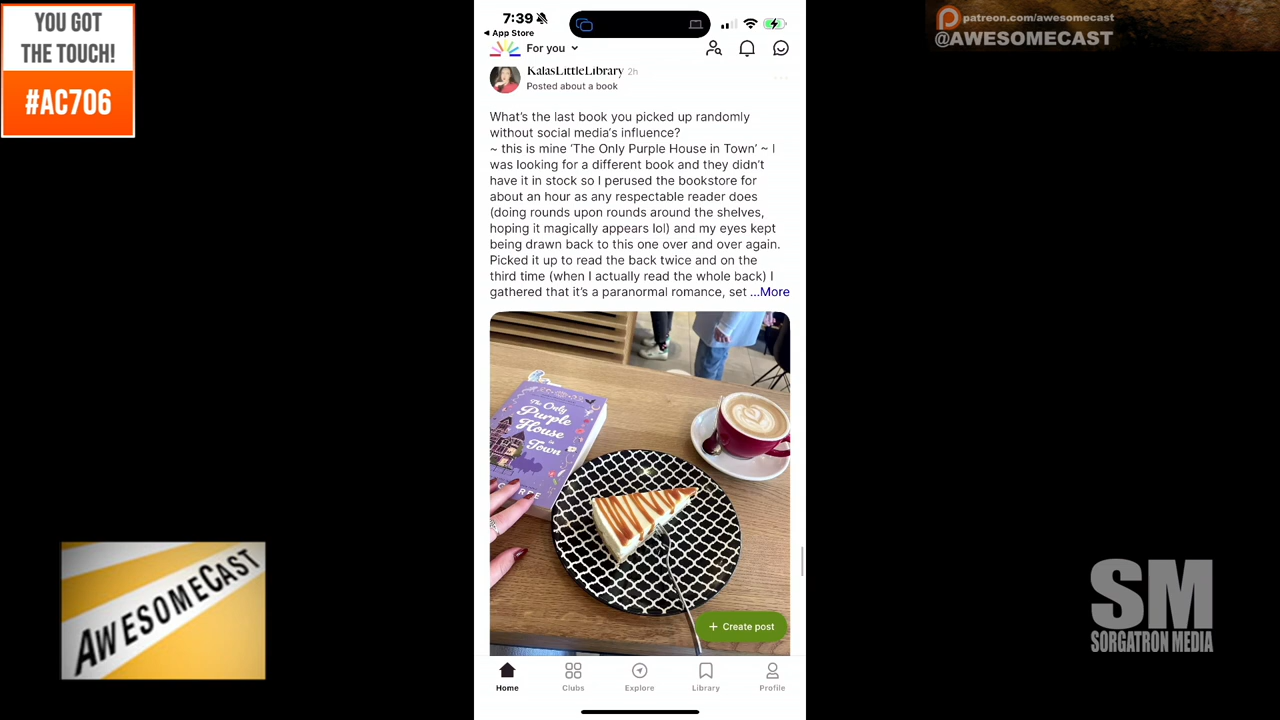 YOU GOT
THE TOUCH!
#AC706
patreon.com/awesomecast
@AWESOMECAST
7:39
App Store
For you
KalasLittleLibrary 2h
Posted about a book
What's the last book you picked up randomly
without social media's influence?
~ this is mine ‘The Only Purple House in Town’ ~ I
was looking for a different book and they didn't
have it in stock so I perused the bookstore for
about an hour as any respectable reader does
(doing rounds upon rounds around the shelves,
hoping it magically appears lol) and my eyes kept
being drawn back to this one over and over again.
Picked it up to read the back twice and on the
third time (when I actually read the whole back) I
gathered that it's a paranormal romance, set ...More
The Only
Purple
House in
Town
+ Create post
Home
Clubs
Explore
Library
Profile
AWESOMECAST
SM
SORGATRON MEDIA